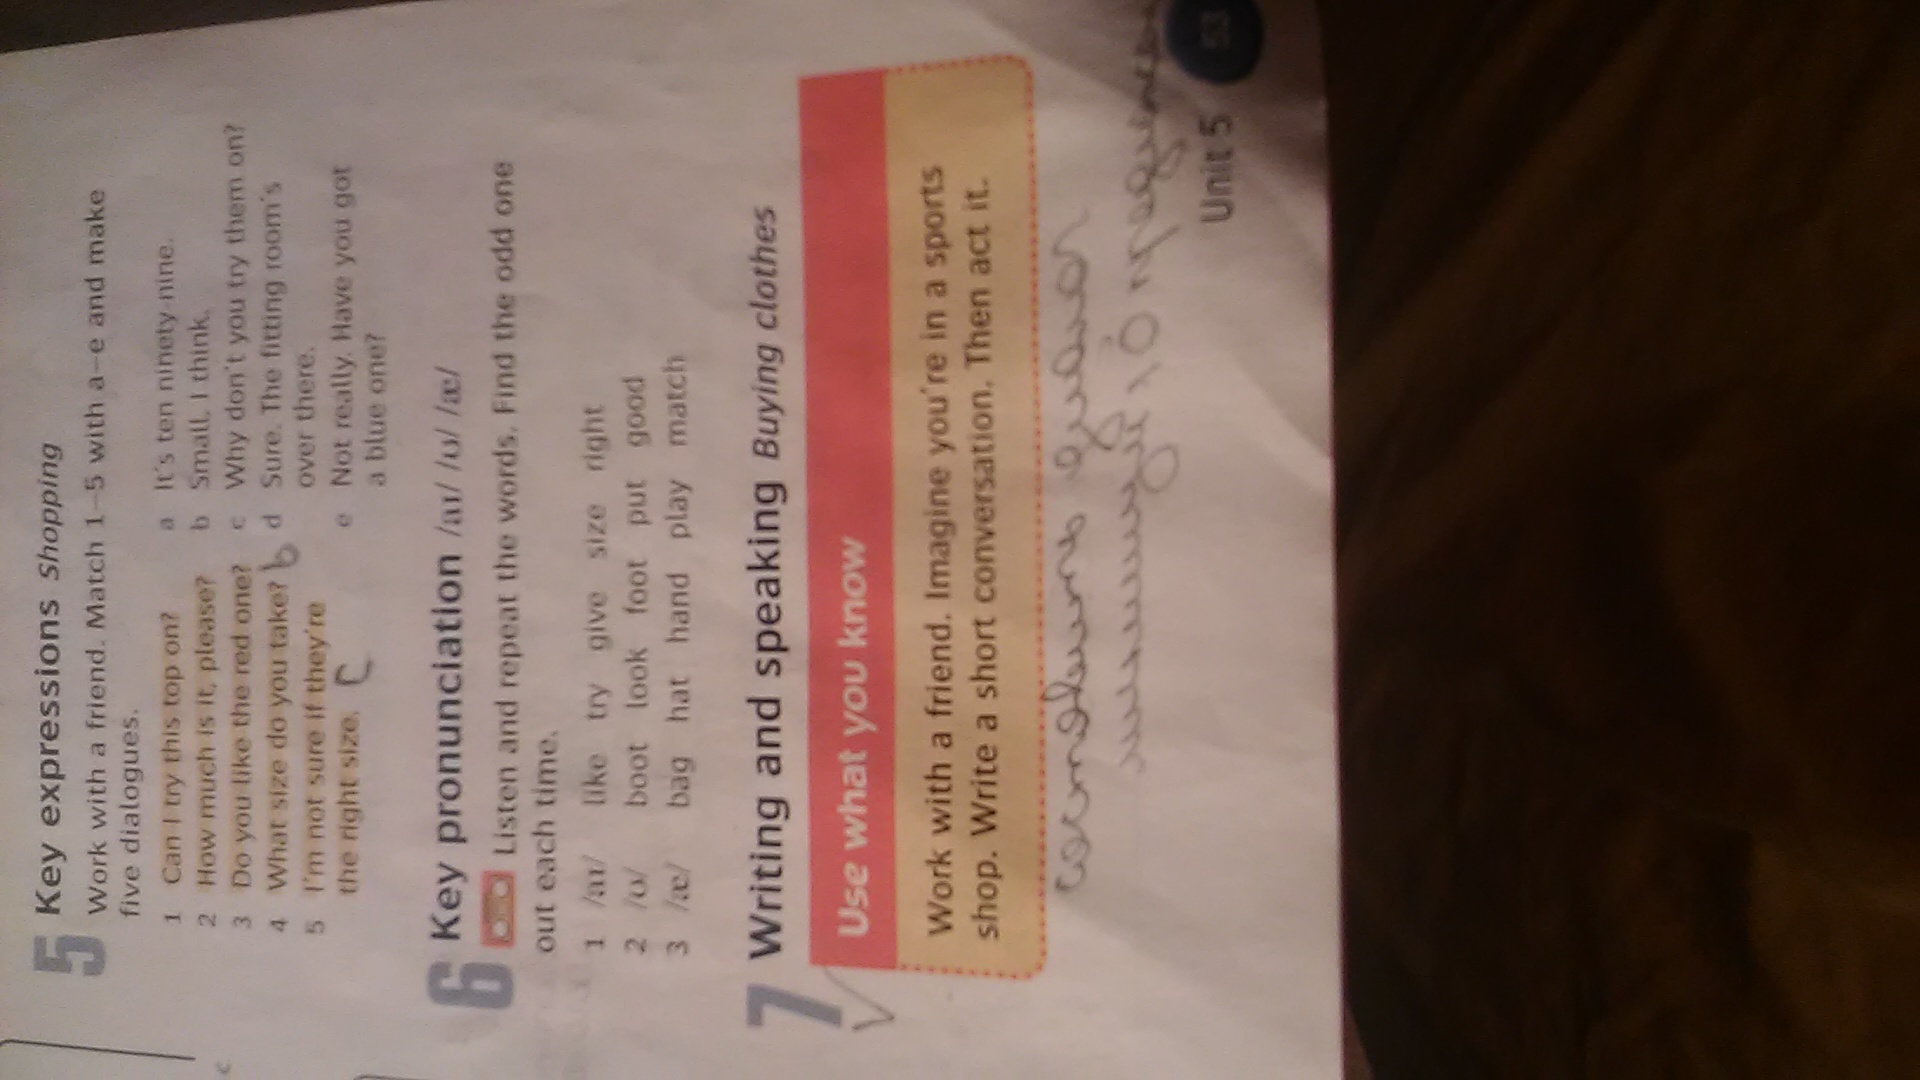 5 Key expressions Shopping
Work with a friend. Match 1–5 with a–e and make
five dialogues.
1 Can I try this top on?
2 How much is it, please?
3 Do you like the red one?
4 What size do you take? b
5 I'm not sure if they're
the right size. c
a It's ten ninety-nine.
b Small, I think.
c Why don't you try them on?
d Sure. The fitting room's
over there.
e Not really. Have you got
a blue one?
6 Key pronunciation /aɪ/ /ʊ/ /æ/
Listen and repeat the words. Find the odd one
out each time.
1 /aɪ/ like try give size right
2 /ʊ/ boot look foot put good
3 /æ/ bag hat hand play match
7 Writing and speaking Buying clothes
Use what you know
Work with a friend. Imagine you're in a sports
shop. Write a short conversation. Then act it.
составить диалог
Unit 5 53